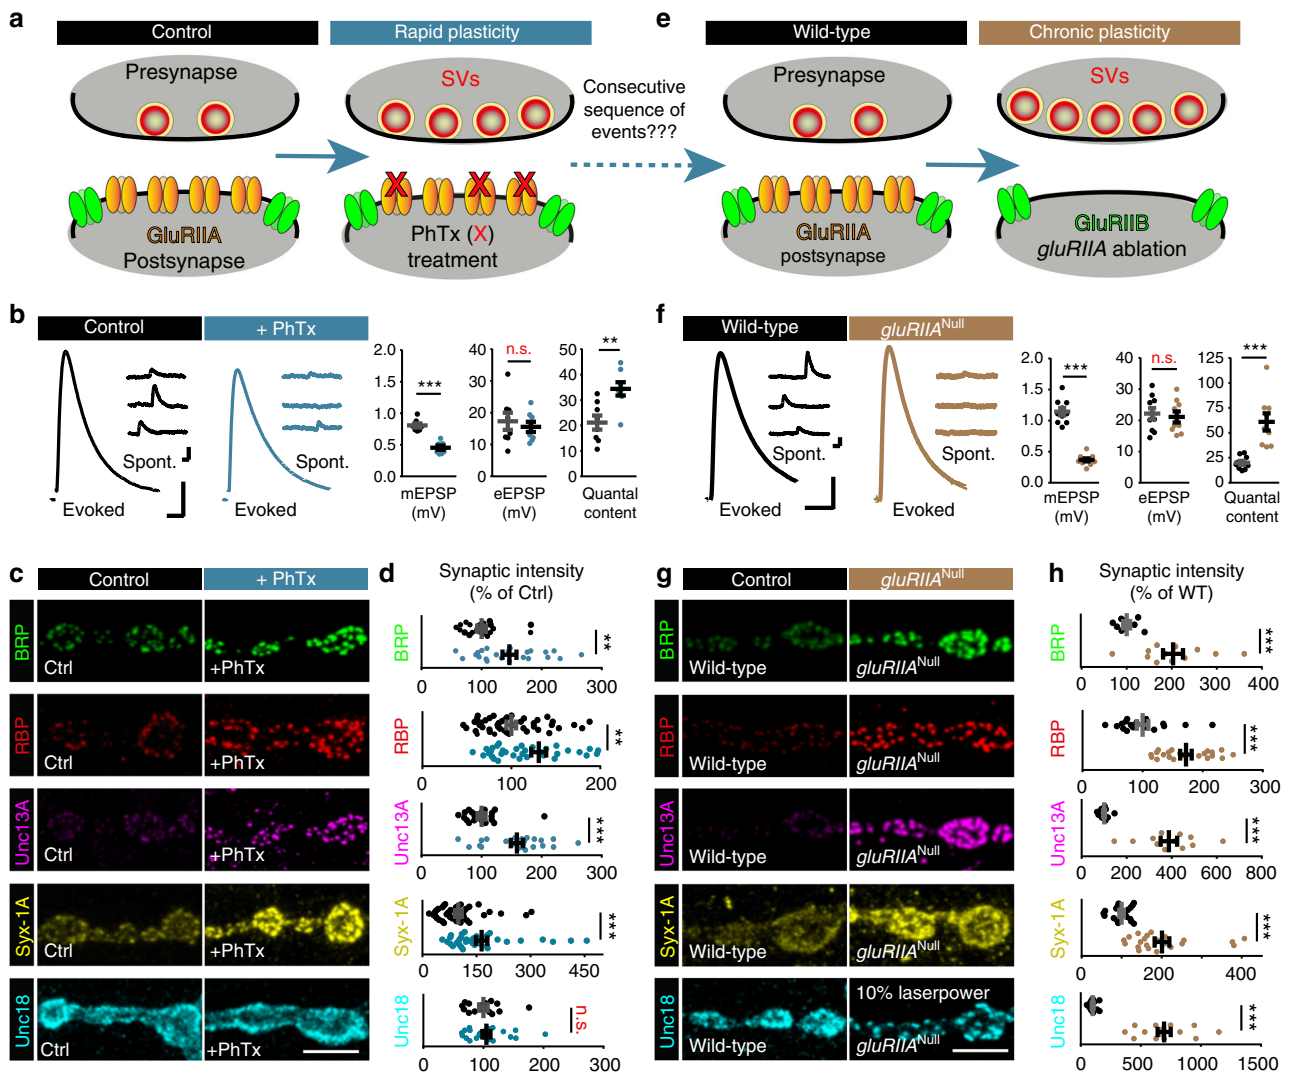 a
Control
Rapid plasticity
Presynapse
SVs
Consecutive
sequence of
events???
X X X
GluRIIA
Postsynapse
PhTx (X)
treatment
e
Wild-type
Chronic plasticity
Presynapse
SVs
GluRIIA
postsynapse
GluRIIB
gluRIIA ablation
b
Control
+ PhTx
Spont.
Evoked
Spont.
Evoked
2.0
1.5
1.0
0.5
0.0
***
mEPSP
(mV)
40
30
20
10
0
n.s.
eEPSP
(mV)
50
40
30
20
10
0
**
Quantal
content
f
Wild-type
gluRIIANull
Spont.
Evoked
Spont.
Evoked
2.0
1.5
1.0
0.5
0.0
***
mEPSP
(mV)
40
30
20
10
0
n.s.
eEPSP
(mV)
125
100
75
50
25
0
***
Quantal
content
c
Control
+ PhTx
BRP
Ctrl
+PhTx
RBP
Ctrl
+PhTx
Unc13A
Ctrl
+PhTx
Syx-1A
Ctrl
+PhTx
Unc18
Ctrl
+PhTx
d
Synaptic intensity
(% of Ctrl)
BRP
**
0 100 200 300
RBP
**
0 100 200
Unc13A
***
0 100 200 300
Syx-1A
***
0 150 300 450
Unc18
n.s.
0 100 200 300
g
Control
gluRIIANull
BRP
Wild-type
gluRIIANull
RBP
Wild-type
gluRIIANull
Unc13A
Wild-type
gluRIIANull
Syx-1A
Wild-type
gluRIIANull
Unc18
Wild-type
10% laserpower
gluRIIANull
h
Synaptic intensity
(% of WT)
BRP
***
0 100 200 300 400
RBP
***
0 100 200 300
Unc13A
***
0 200 400 600 800
Syx-1A
***
0 200 400
Unc18
***
0 500 1000 1500